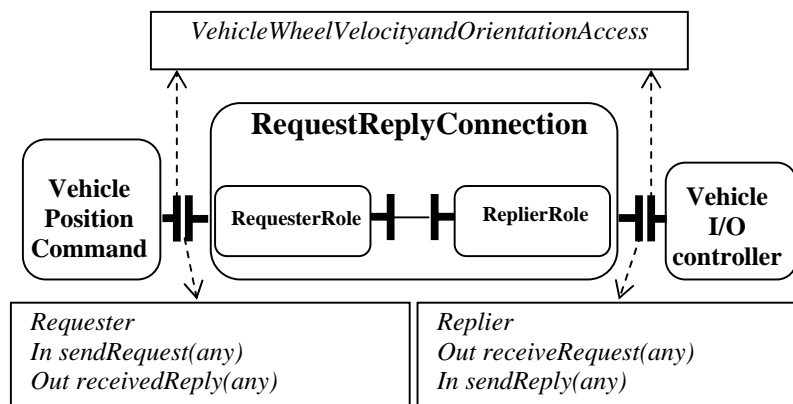 VehicleWheelVelocityandOrientationAccess
RequestReplyConnection
Vehicle
Position
Command
RequesterRole
ReplierRole
Vehicle
I/O
controller
Requester
In sendRequest(any)
Out receivedReply(any)
Replier
Out receiveRequest(any)
In sendReply(any)